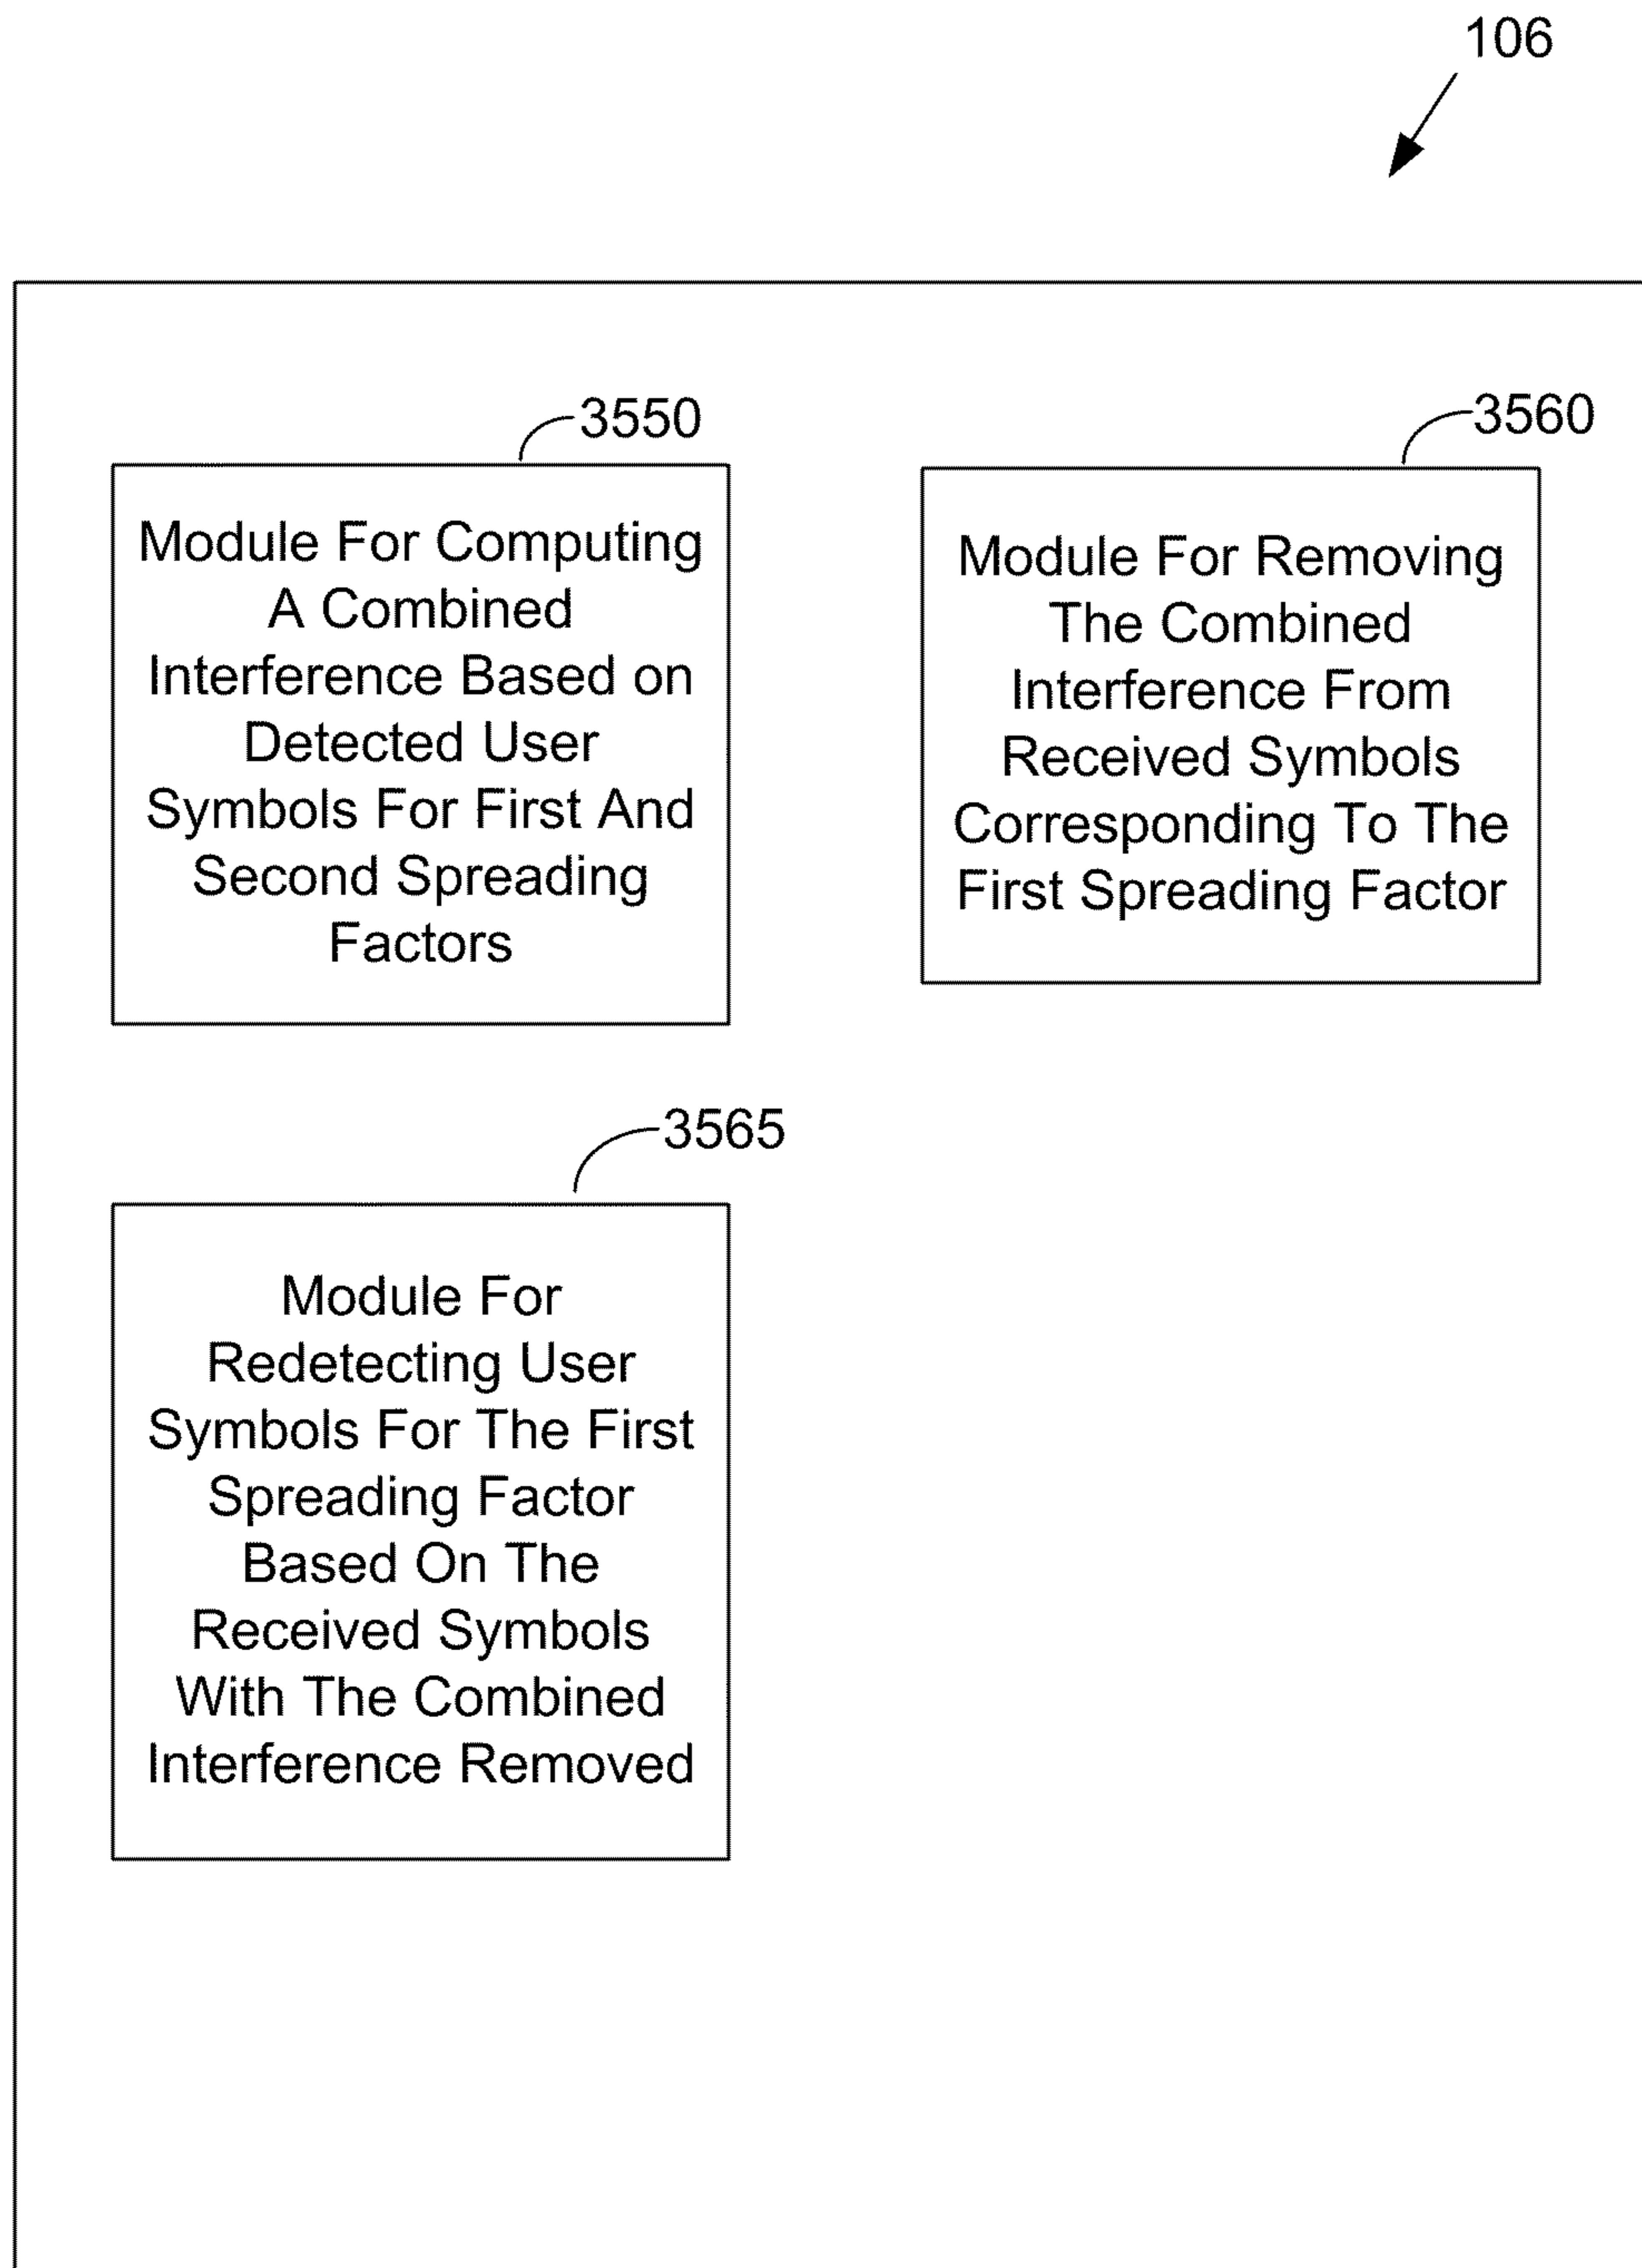 106
3550
Module For Computing
A Combined
Interference Based on
Detected User
Symbols For First And
Second Spreading
Factors
3560
Module For Removing
The Combined
Interference From
Received Symbols
Corresponding To The
First Spreading Factor
3565
Module For
Redetecting User
Symbols For The First
Spreading Factor
Based On The
Received Symbols
With The Combined
Interference Removed